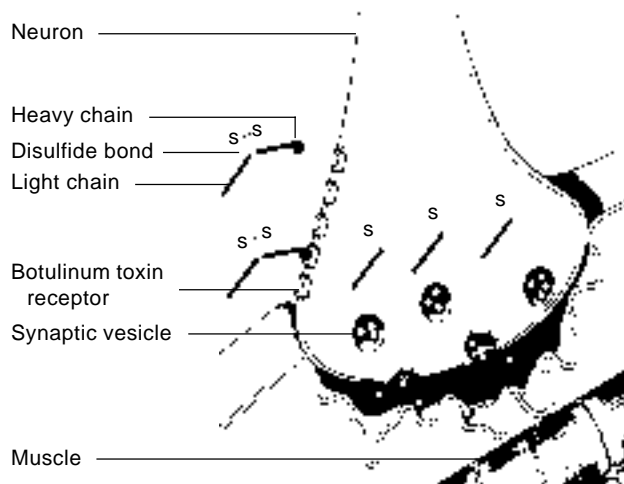 Neuron
Heavy chain
s s
Disulfide bond
Light chain
s
s
s
s s
Botulinum toxin
receptor
Synaptic vesicle
Muscle